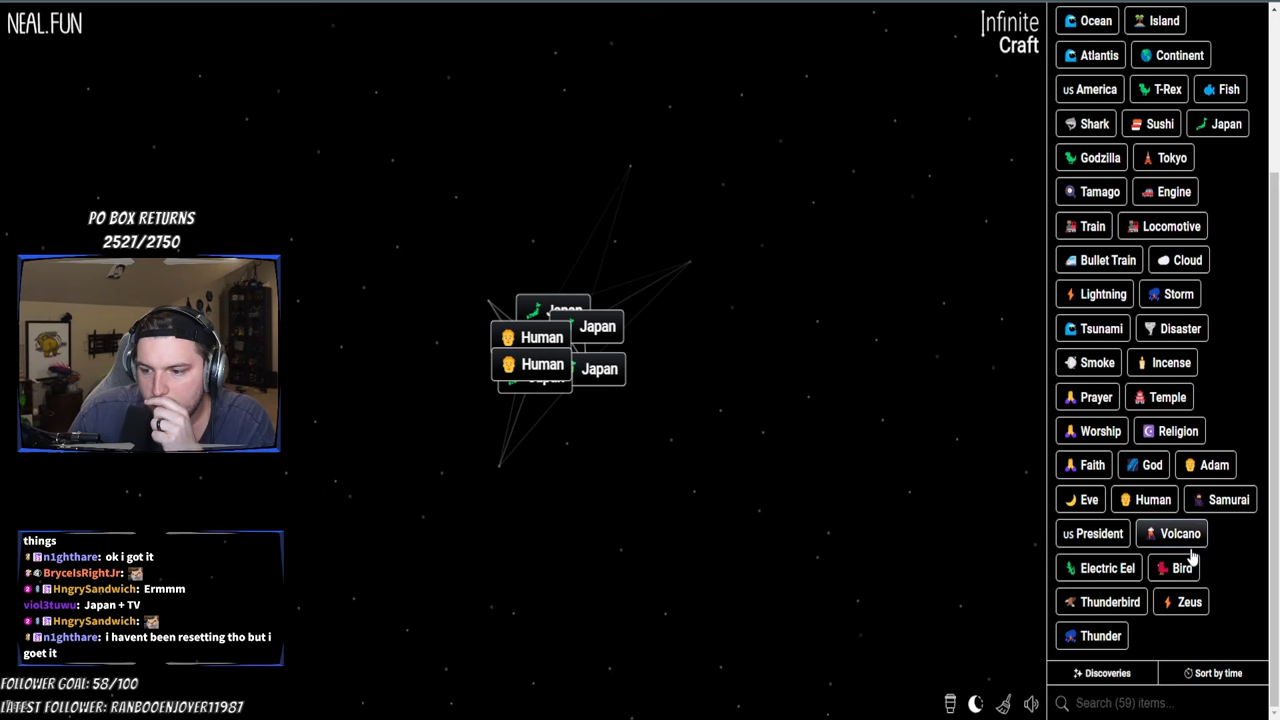 NEAL.FUN
Infinite
Craft
PO BOX RETURNS
2527/2750
Japan
Japan
Human
Human
Japan
Japan
things
n1ghthare: ok i got it
BryceIsRightJr:
HngrySandwich: Ermmm
viol3tuwu: Japan + TV
HngrySandwich:
n1ghthare: i havent been resetting tho but i
goet it
FOLLOWER GOAL: 58/100
LATEST FOLLOWER: RANBOOENJOYER11987
Ocean Island
Atlantis Continent
US America T-Rex Fish
Shark Sushi Japan
Godzilla Tokyo
Tamago Engine
Train Locomotive
Bullet Train Cloud
Lightning Storm
Tsunami Disaster
Smoke Incense
Prayer Temple
Worship Religion
Faith God Adam
Eve Human Samurai
US President Volcano
Electric Eel Bird
Thunderbird Zeus
Thunder
Discoveries Sort by time
Search (59) items...